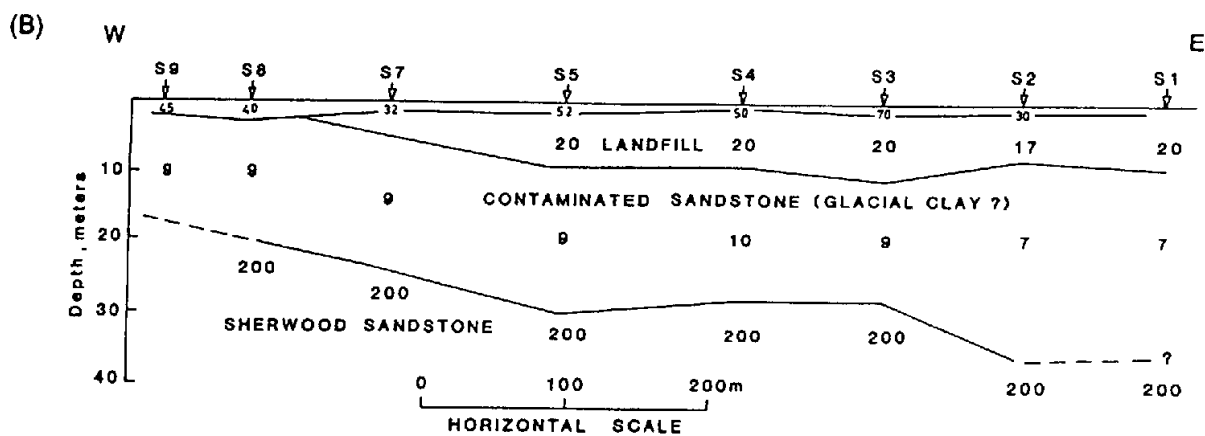 (B)
W E
S9 S8 S7 S5 S4 S3 S2 S1
45 40 32 52 50 70 30
20 LANDFILL 20 20 17 20
10 9 9
9 CONTAMINATED SANDSTONE (GLACIAL CLAY ?)
20 9 10 9 7 7
200
200
30 SHERWOOD SANDSTONE 200 200 200
?
40 200 200
Depth, meters
0 100 200m
HORIZONTAL SCALE